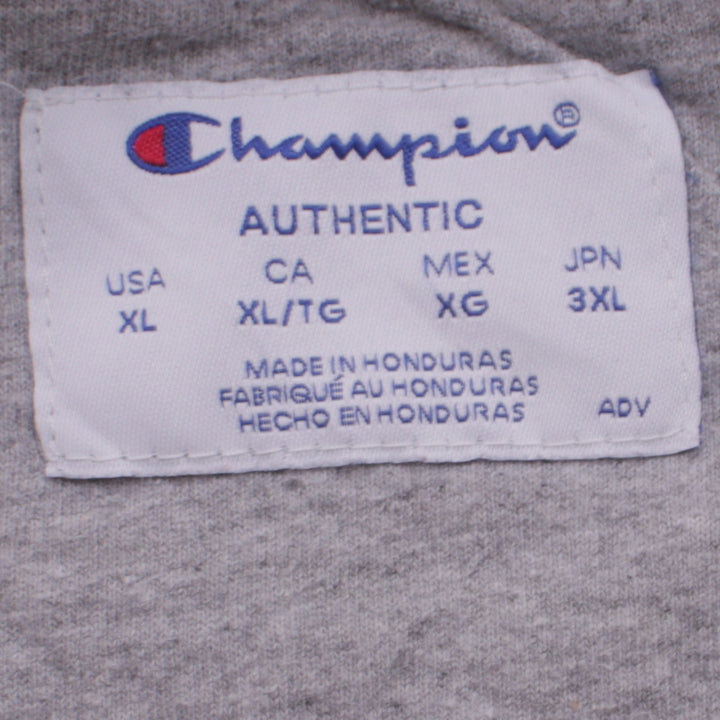 Champion®
AUTHENTIC
USA CA MEX JPN
XL XL/TG XG 3XL
MADE IN HONDURAS
FABRIQUÉ AU HONDURAS
HECHO EN HONDURAS ADV